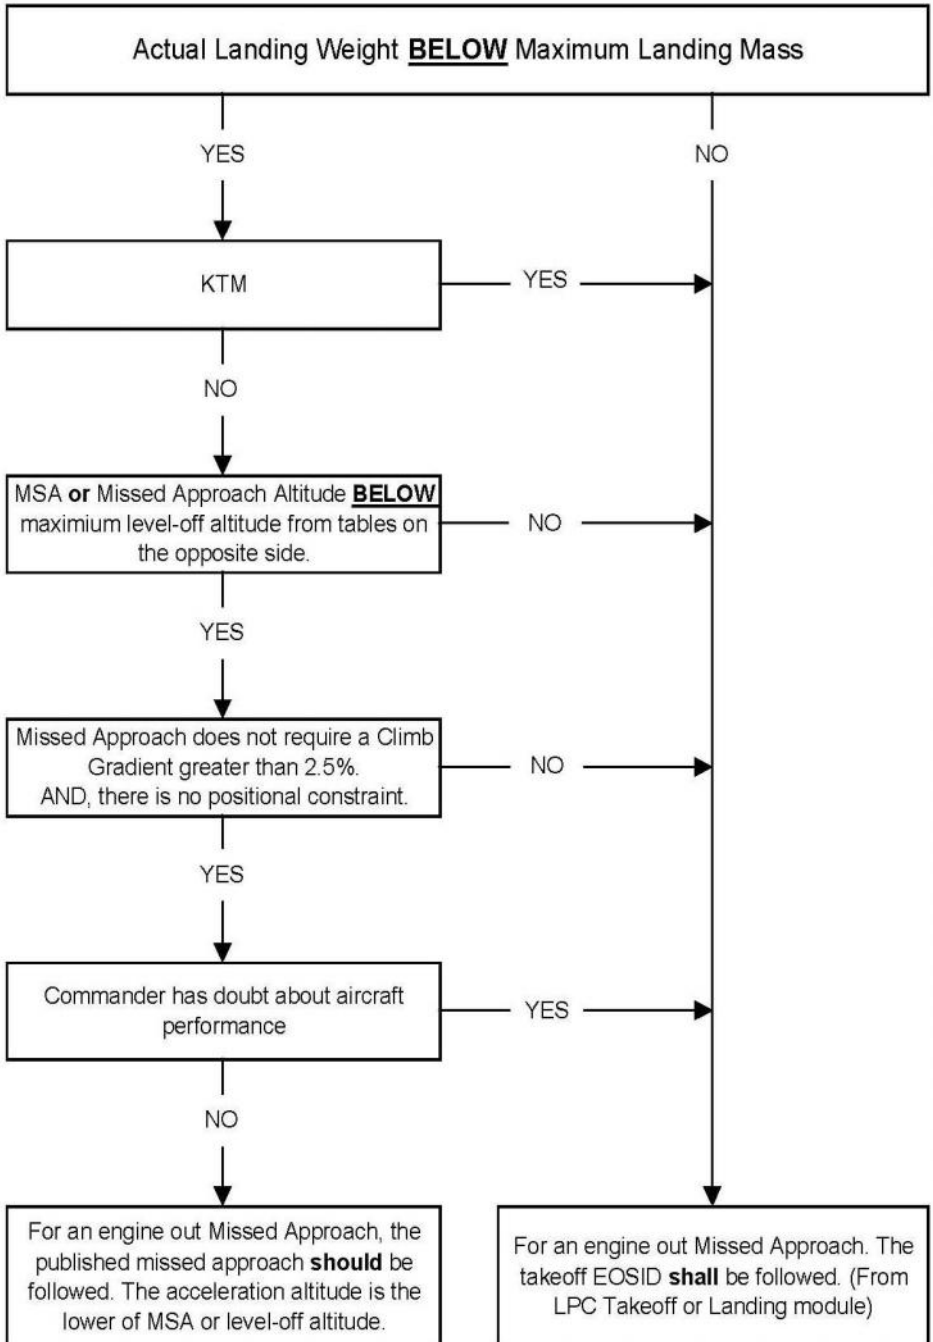 Actual Landing Weight BELOW Maximum Landing Mass
YES
NO
KTM
YES
NO
MSA or Missed Approach Altitude BELOW
maximium level-off altitude from tables on
the opposite side.
NO
YES
Missed Approach does not require a Climb
Gradient greater than 2.5%.
AND, there is no positional constraint.
NO
YES
Commander has doubt about aircraft
performance
YES
NO
For an engine out Missed Approach, the
published missed approach should be
followed. The acceleration altitude is the
lower of MSA or level-off altitude.
For an engine out Missed Approach. The
takeoff EOSID shall be followed. (From
LPC Takeoff or Landing module)